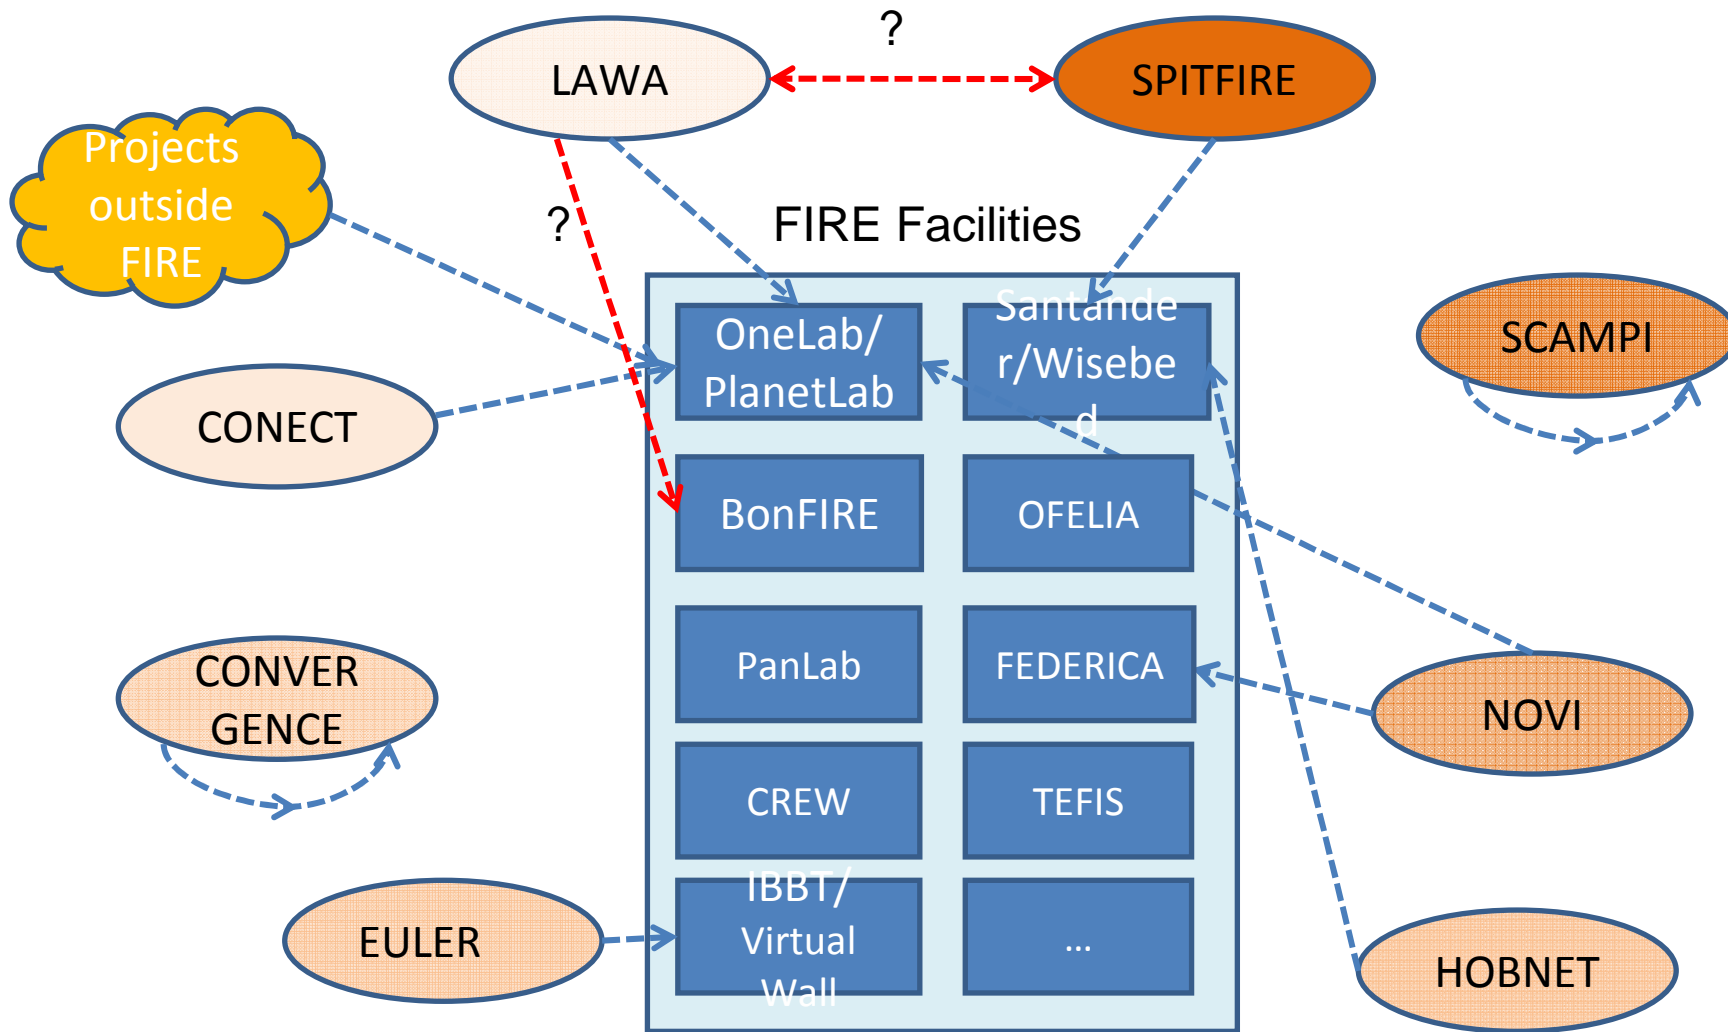 ?
LAWA
SPITFIRE
Projects
outside
FIRE
?
FIRE Facilities
OneLab/
PlanetLab
Santande
r/Wisebe
d
SCAMPI
CONECT
BonFIRE
OFELIA
CONVER
GENCE
PanLab
FEDERICA
NOVI
CREW
TEFIS
EULER
IBBT/
Virtual
Wall
...
HOBNET